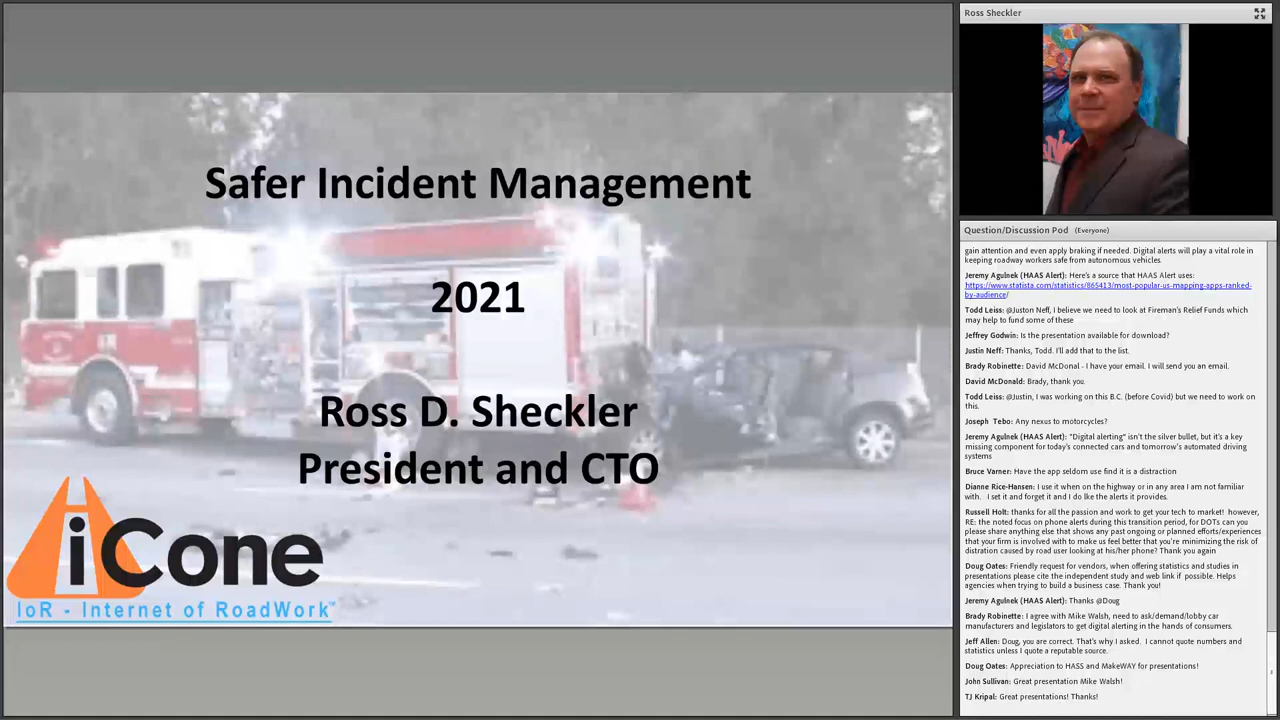 Safer Incident Management
2021
Ross D. Sheckler
President and CTO
iCone
IoR - Internet of RoadWork™
Ross Sheckler
Question/Discussion Pod (Everyone)
gain attention and even apply braking if needed. Digital alerts will play a vital role in
keeping roadway workers safe from autonomous vehicles.
Jeremy Agulnek (HAAS Alert): Here's a source that HAAS Alert uses:
https://www.statista.com/statistics/865413/most-popular-us-mapping-apps-ranked-
by-audience/
Todd Leiss: @Juston Neff, I believe we need to look at Fireman's Relief Funds which
may help to fund some of these
Jeffrey Godwin: Is the presentation available for download?
Justin Neff: Thanks, Todd. I'll add that to the list.
Brady Robinette: David McDonal - I have your email. I will send you an email.
David McDonald: Brady, thank you.
Todd Leiss: @Justin, I was working on this B.C. (before Covid) but we need to work on
this.
Joseph Tebo: Any nexus to motorcycles?
Jeremy Agulnek (HAAS Alert): "Digital alerting" isn't the silver bullet, but it's a key
missing component for today's connected cars and tomorrow's automated driving
systems
Bruce Varner: Have the app seldom use find it is a distraction
Dianne Rice-Hansen: I use it when on the highway or in any area I am not familiar
with. I set it and forget it and I do lke the alerts it provides.
Russell Holt: thanks for all the passion and work to get your tech to market! however,
RE: the noted focus on phone alerts during this transition period, for DOTs can you
please share anything else that shows any past ongoing or planned efforts/experiences
that your firm is involved with to make us feel better that you're minimizing the risk of
distration caused by road user looking at his/her phone? Thank you again
Doug Oates: Friendly request for vendors, when offering statistics and studies in
presentations please cite the independent study and web link if possible. Helps
agencies when trying to build a business case. Thank you!
Jeremy Agulnek (HAAS Alert): Thanks @Doug
Brady Robinette: I agree with Mike Walsh, need to ask/demand/lobby car
manufacturers and legislators to get digital alerting in the hands of consumers.
Jeff Allen: Doug, you are correct. That's why I asked. I cannot quote numbers and
statistics unless I quote a reputable source.
Doug Oates: Appreciation to HASS and MakeWAY for presentations!
John Sullivan: Great presentation Mike Walsh!
TJ Kripal: Great presentations! Thanks!